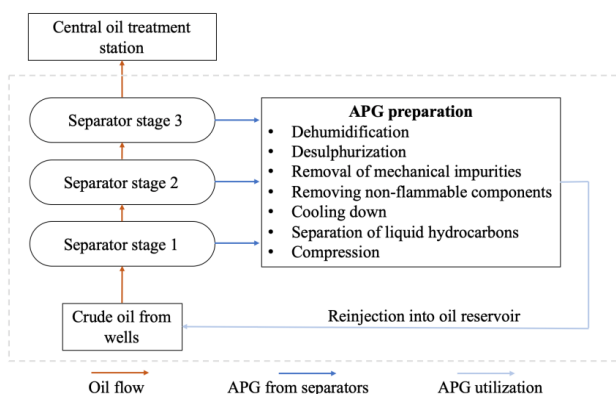 Central oil treatment
station
Separator stage 3
Separator stage 2
Separator stage 1
Crude oil from
wells
APG preparation
• Dehumidification
• Desulphurization
• Removal of mechanical impurities
• Removing non-flammable components
• Cooling down
• Separation of liquid hydrocarbons
• Compression
Reinjection into oil reservoir
Oil flow
APG from separators
APG utilization